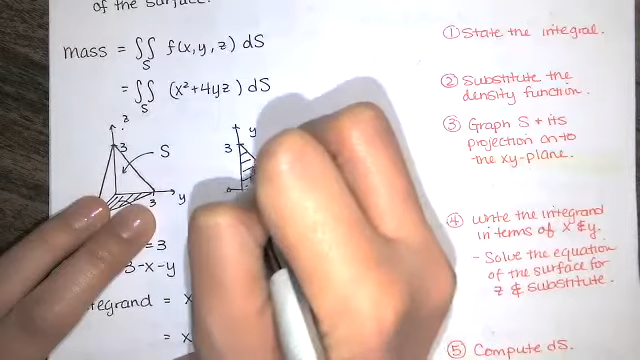 of the surface.
mass = ∬ f(x, y, z) dS
S
= ∬ (x² + 4yz) dS
S
z
3
S
3
y
y
3
= 3
3-x-y
tegrand = x
= x
① State the integral.
② Substitute the
density function.
③ Graph S + its
projection onto
the xy-plane.
④ Write the integrand
in terms of x & y.
- Solve the equation
of the surface for
z & substitute.
⑤ Compute dS.